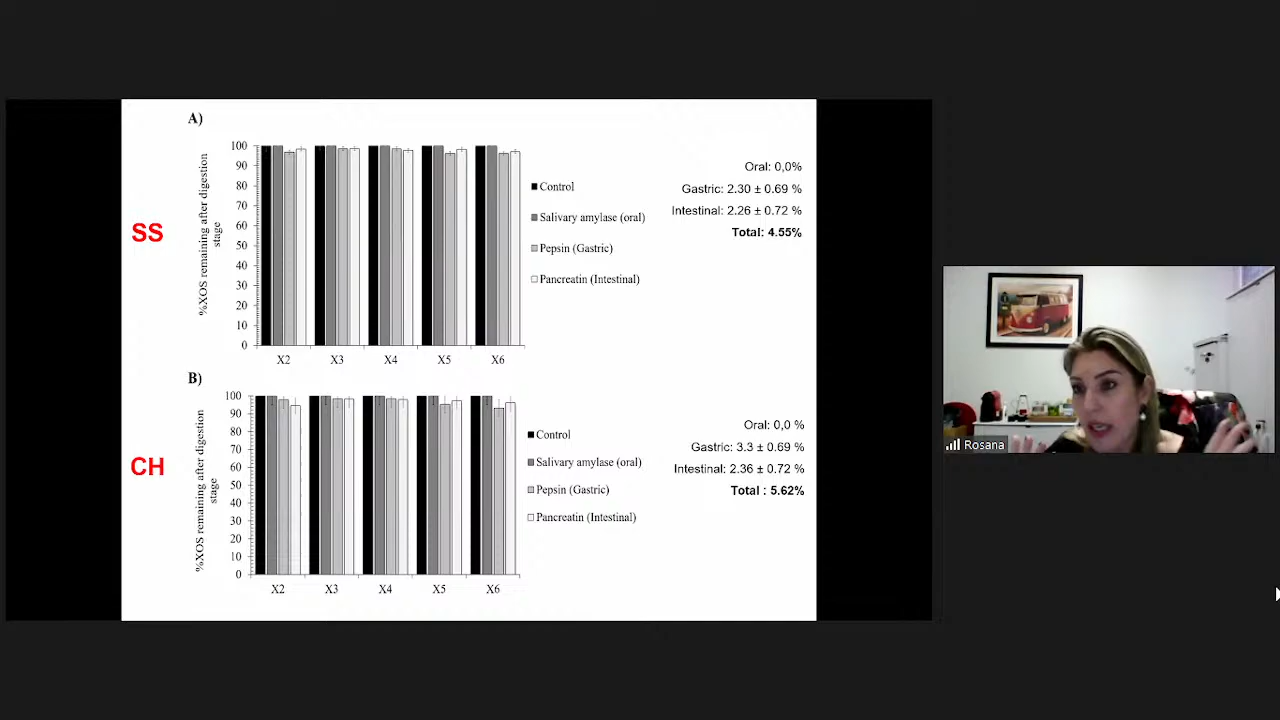 A)
SS
%XOS remaining after digestion
stage
100
90
80
70
60
50
40
30
20
10
0
X2 X3 X4 X5 X6
Control
Salivary amylase (oral)
Pepsin (Gastric)
Pancreatin (Intestinal)
Oral: 0,0%
Gastric: 2.30 ± 0.69 %
Intestinal: 2.26 ± 0.72 %
Total: 4.55%
B)
CH
%XOS remaining after digestion
stage
100
90
80
70
60
50
40
30
20
10
0
X2 X3 X4 X5 X6
Control
Salivary amylase (oral)
Pepsin (Gastric)
Pancreatin (Intestinal)
Oral: 0,0 %
Gastric: 3.3 ± 0.69 %
Intestinal: 2.36 ± 0.72 %
Total : 5.62%
Rosana